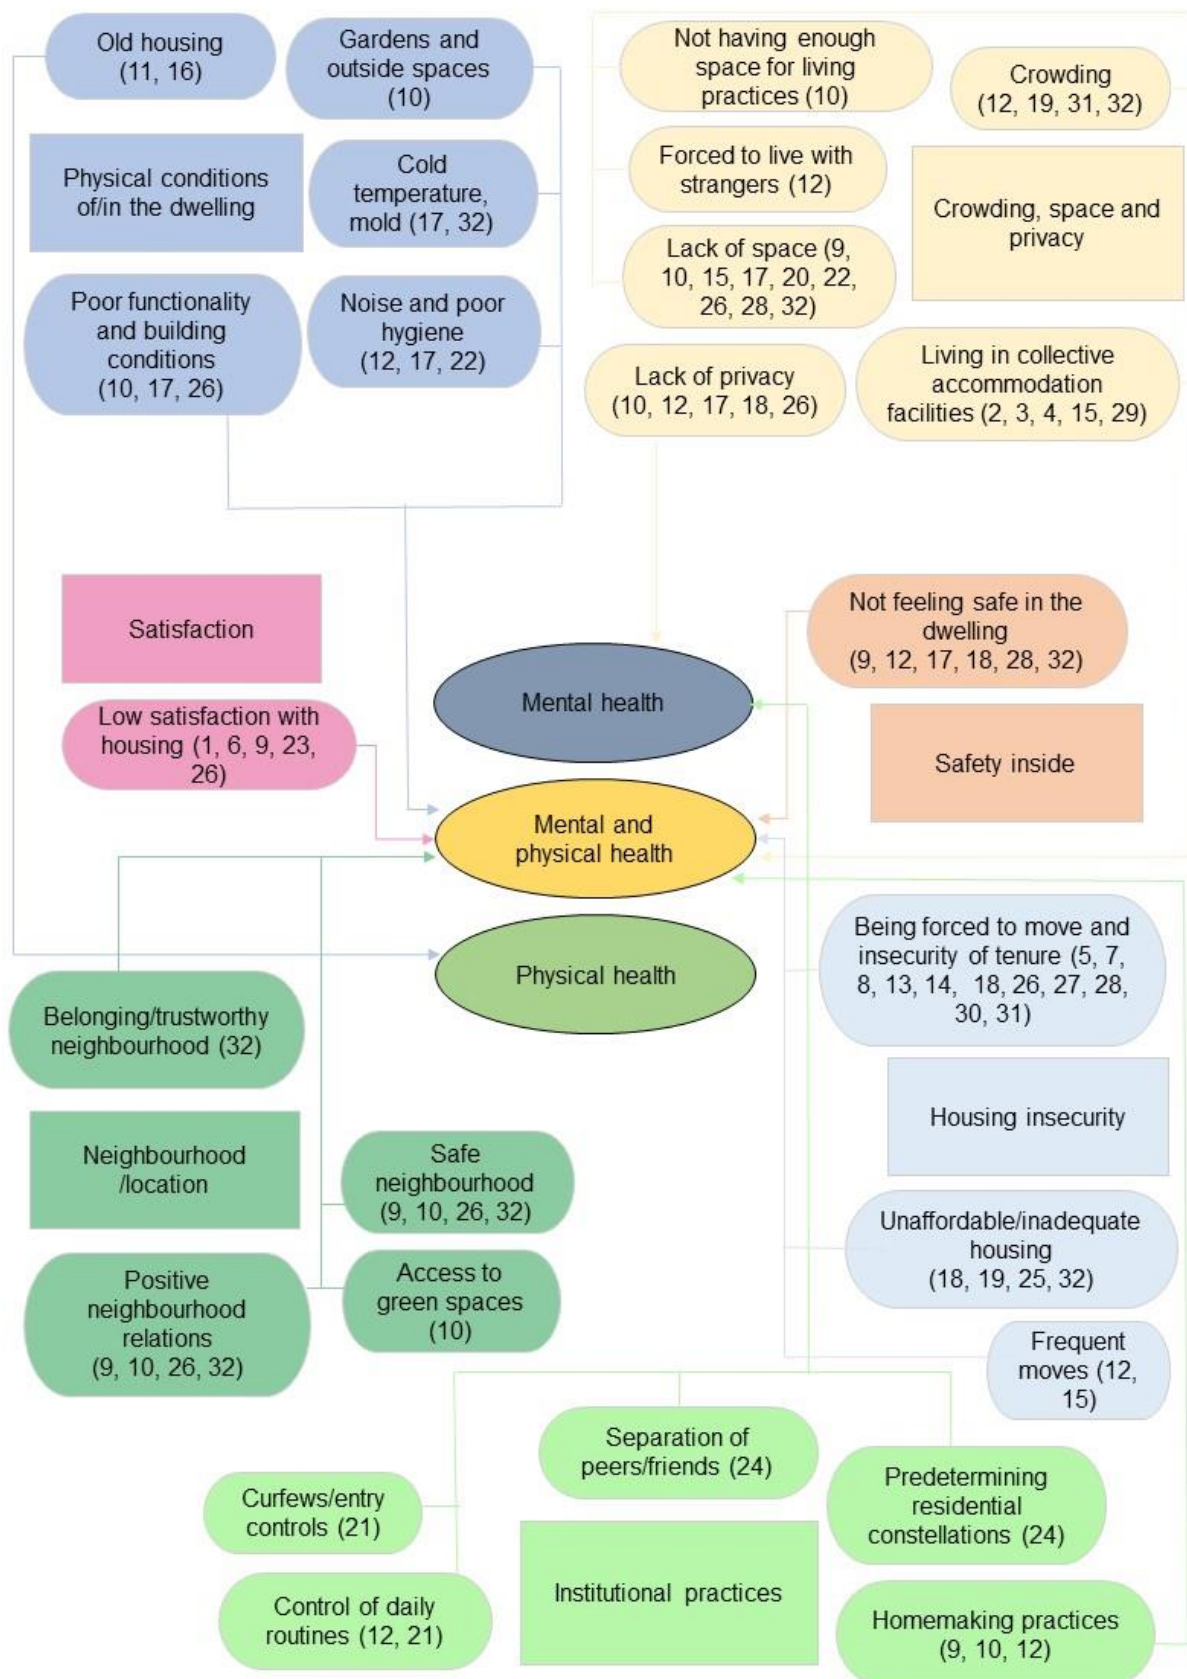 Old housing
(11, 16)
Gardens and
outside spaces
(10)
Not having enough
space for living
practices (10)
Crowding
(12, 19, 31, 32)
Physical conditions
of/in the dwelling
Cold
temperature,
mold (17, 32)
Forced to live with
strangers (12)
Crowding, space and
privacy
Lack of space (9,
10, 15, 17, 20, 22,
26, 28, 32)
Poor functionality
and building
conditions
(10, 17, 26)
Noise and poor
hygiene
(12, 17, 22)
Lack of privacy
(10, 12, 17, 18, 26)
Living in collective
accommodation
facilities (2, 3, 4, 15, 29)
Satisfaction
Not feeling safe in the
dwelling
(9, 12, 17, 18, 28, 32)
Mental health
Low satisfaction with
housing (1, 6, 9, 23,
26)
Safety inside
Mental and
physical health
Physical health
Being forced to move and
insecurity of tenure (5, 7,
8, 13, 14, 18, 26, 27, 28,
30, 31)
Belonging/trustworthy
neighbourhood (32)
Housing insecurity
Neighbourhood
/location
Safe
neighbourhood
(9, 10, 26, 32)
Unaffordable/inadequate
housing
(18, 19, 25, 32)
Positive
neighbourhood
relations
(9, 10, 26, 32)
Access to
green spaces
(10)
Frequent
moves (12,
15)
Separation of
peers/friends (24)
Curfews/entry
controls (21)
Predetermining
residential
constellations (24)
Institutional practices
Control of daily
routines (12, 21)
Homemaking practices
(9, 10, 12)